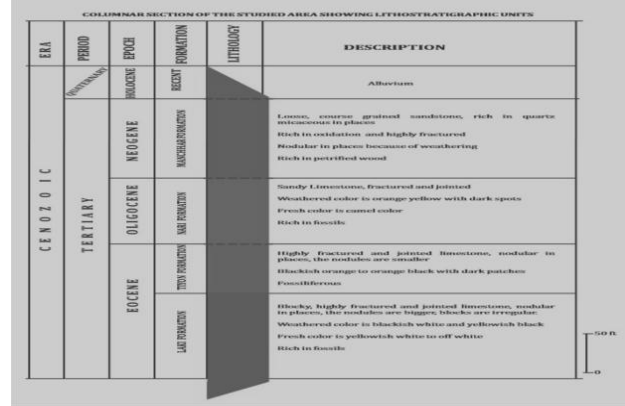 COLUMNAR SECTION OF THE STUDIED AREA SHOWING LITHOSTRATIGRAPHIC UNITS
ERA
PERIOD
EPOCH
FORMATION
LITHOLOGY
DESCRIPTION
CENOZOIC
QUATERNARY
HOLOCENE
RECENT
Alluvium
TERTIARY
NEOGENE
MANCHHAR FORMATION
Loose, course grained sandstone, rich in quartz
micaceous in places
Rich in oxidation and highly fractured
Nodular in places because of weathering
Rich in petrified wood
OLIGOCENE
NARI FORMATION
Sandy Limestone, fractured and jointed
Weathered color is orange yellow with dark spots
Fresh color is camel color
Rich in fossils
EOCENE
TIYON FORMATION
Highly fractured and jointed limestone, nodular in
places, the nodules are smaller
Blackish orange to orange black with dark patches
Fossiliferous
LAKI FORMATION
Blocky, highly fractured and jointed limestone, nodular
in places, the nodules are bigger, blocks are irregular.
Weathered color is blackish white and yellowish black
Fresh color is yellowish white to off white
Rich in fossils
50 ft
0